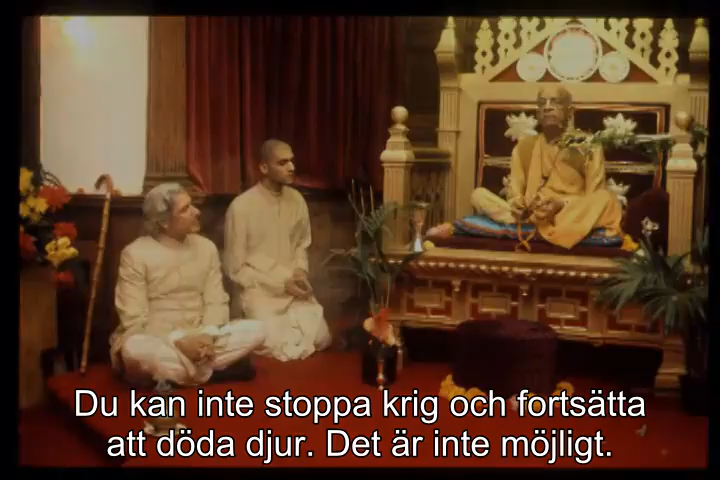 Du kan inte stoppa krig och fortsätta
att döda djur. Det är inte möjligt.